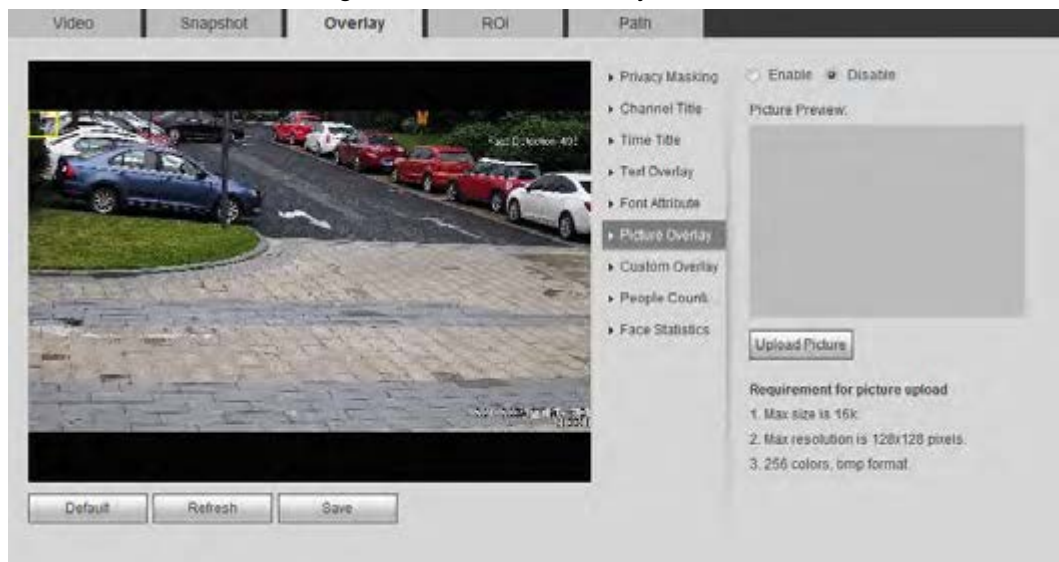 Video
Snapshot
Overlay
ROI
Path
Privacy Masking
Channel Title
Time Title
Text Overlay
Font Attribute
Picture Overlay
Custom Overlay
People Count.
Face Statistics
Enable
Disable
Picture Preview:
Upload Picture
Requirement for picture upload
1. Max size is 16k.
2. Max resolution is 128x128 pixels.
3. 256 colors, bmp format.
Default
Refresh
Save